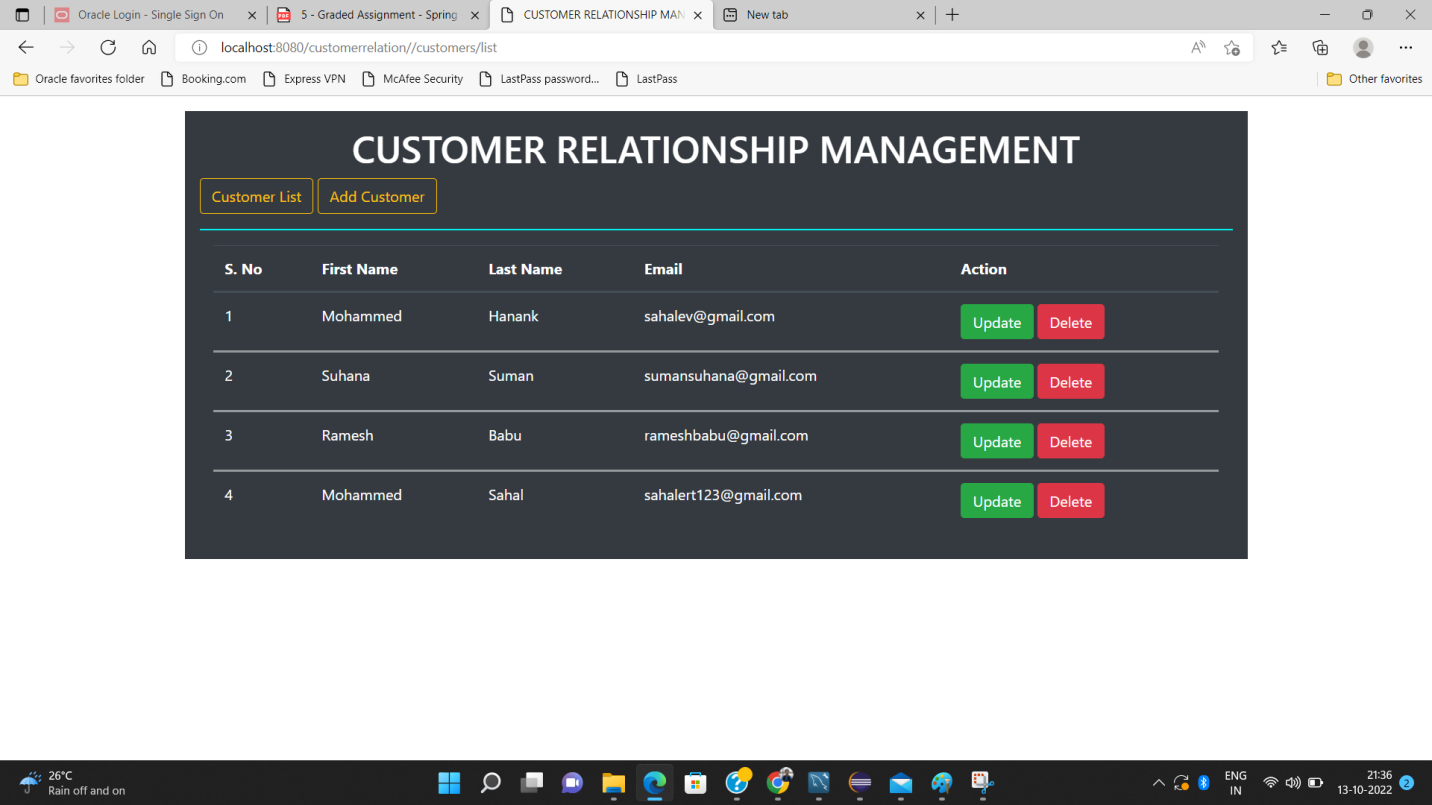 Oracle Login - Single Sign On
5 - Graded Assignment - Spring
CUSTOMER RELATIONSHIP MAN
New tab
localhost:8080/customerrelation//customers/list
Oracle favorites folder Booking.com Express VPN McAfee Security LastPass password... LastPass Other favorites
CUSTOMER RELATIONSHIP MANAGEMENT
Customer List Add Customer
S. No First Name Last Name Email Action
1 Mohammed Hanank sahalev@gmail.com Update Delete
2 Suhana Suman sumansuhana@gmail.com Update Delete
3 Ramesh Babu rameshbabu@gmail.com Update Delete
4 Mohammed Sahal sahalert123@gmail.com Update Delete
26°C
Rain off and on
ENG
IN
21:36
13-10-2022
2